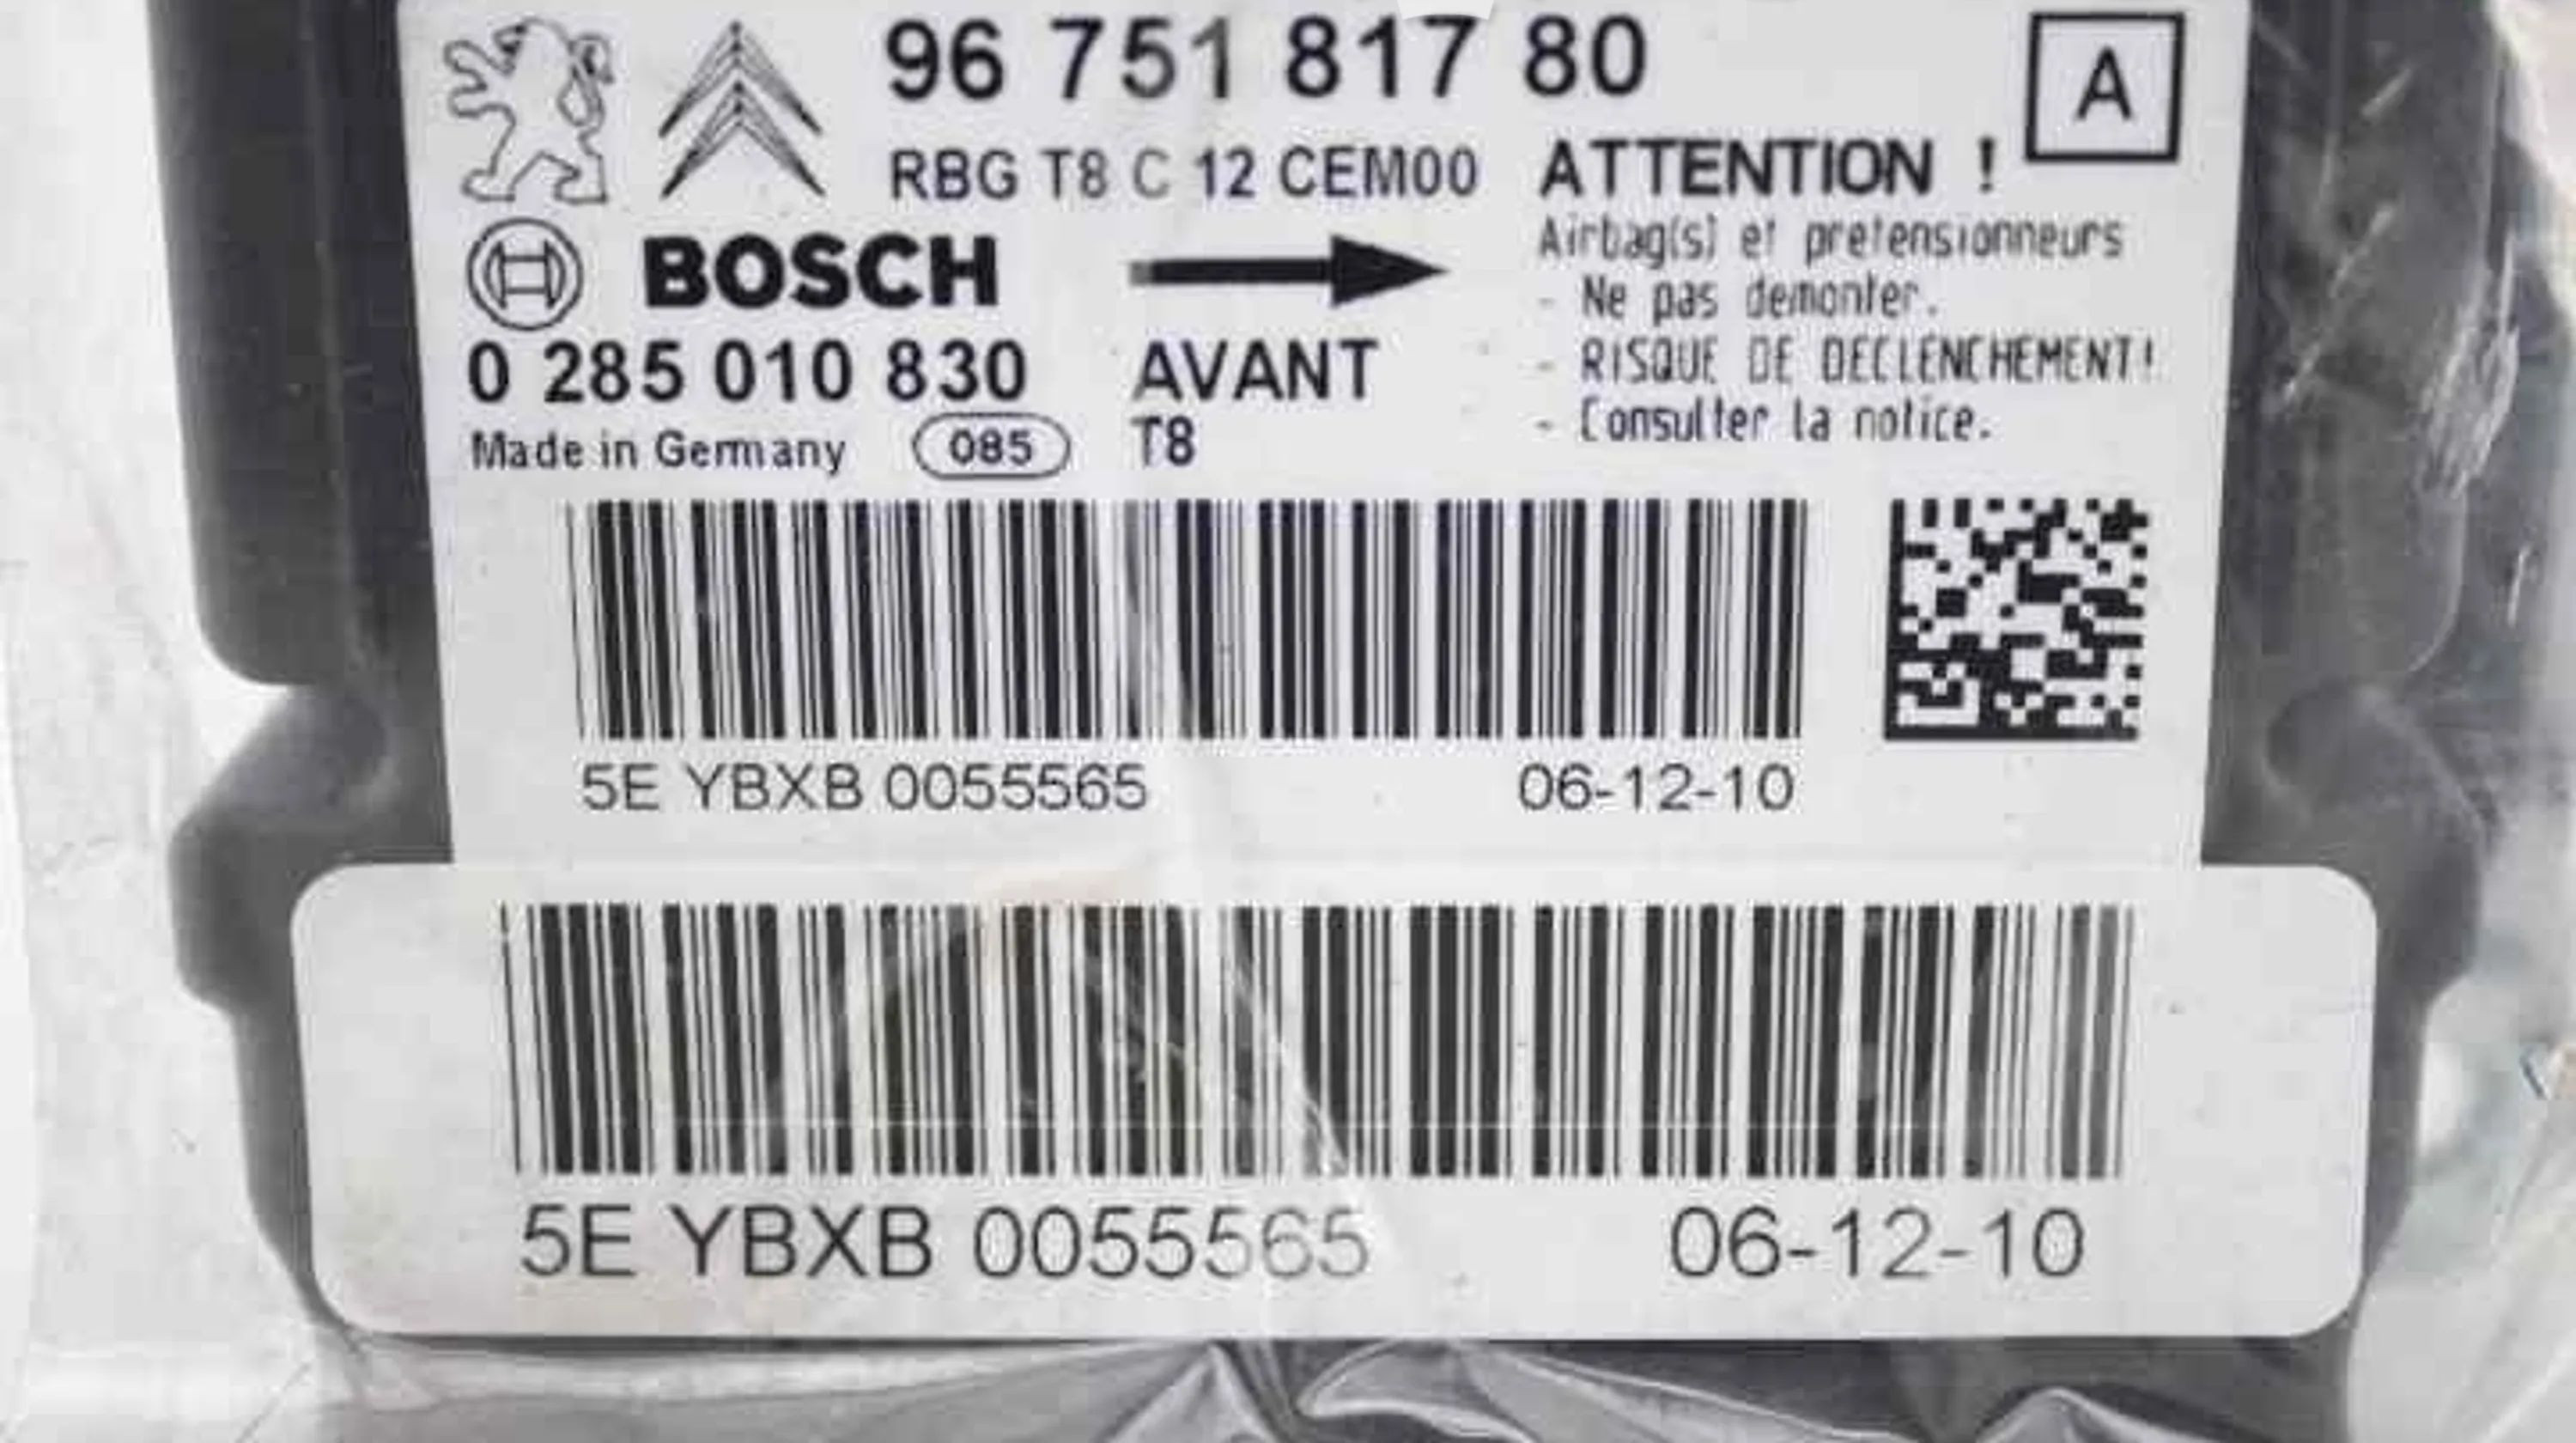 96 751 817 80
A
RBG T8 C 12 CEM00
ATTENTION !
Airbag(s) et pretensionneurs
- Ne pas demonter.
- RISQUE DE DECLENCHEMENT!
- Consulter la notice.
BOSCH
0 285 010 830
AVANT
Made in Germany
085
T8
5E YBXB 0055565
06-12-10
5E YBXB 0055565
06-12-10